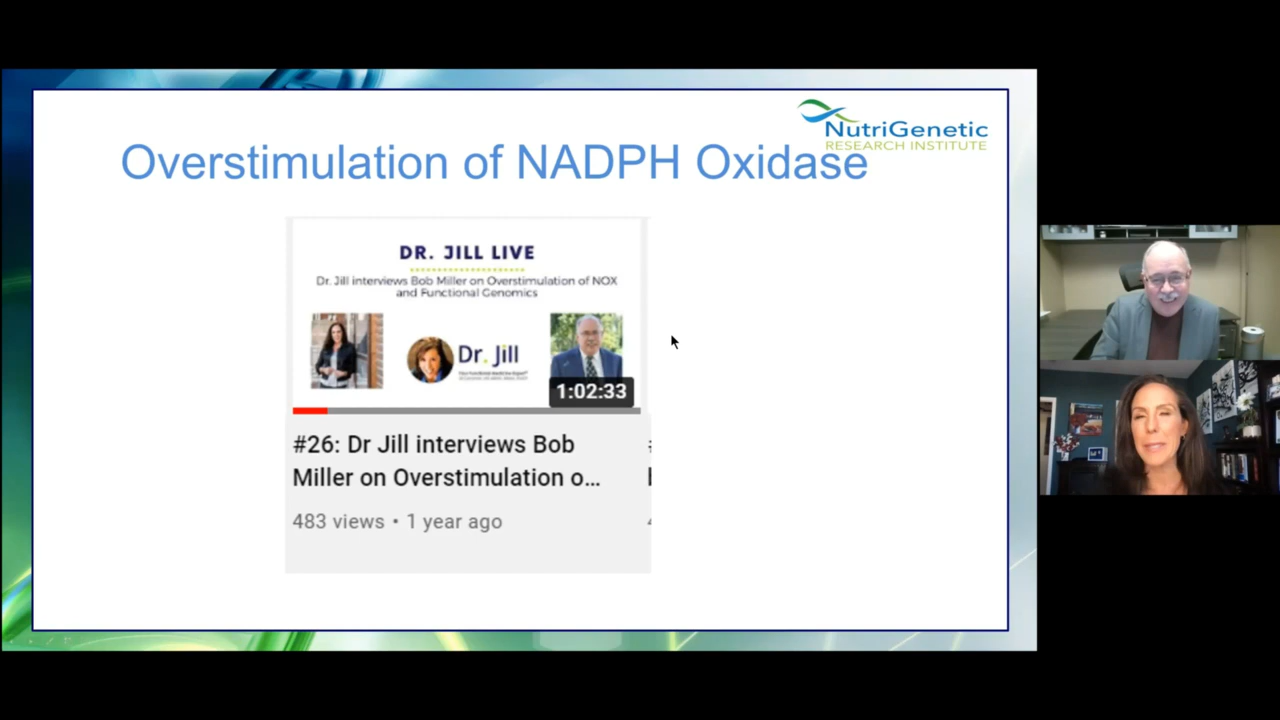 NutriGenetic
RESEARCH INSTITUTE
Overstimulation of NADPH Oxidase
DR. JILL LIVE
Dr. Jill interviews Bob Miller on Overstimulation of NOX
and Functional Genomics
Dr. Jill
1:02:33
#26: Dr Jill interviews Bob
Miller on Overstimulation o...
483 views • 1 year ago